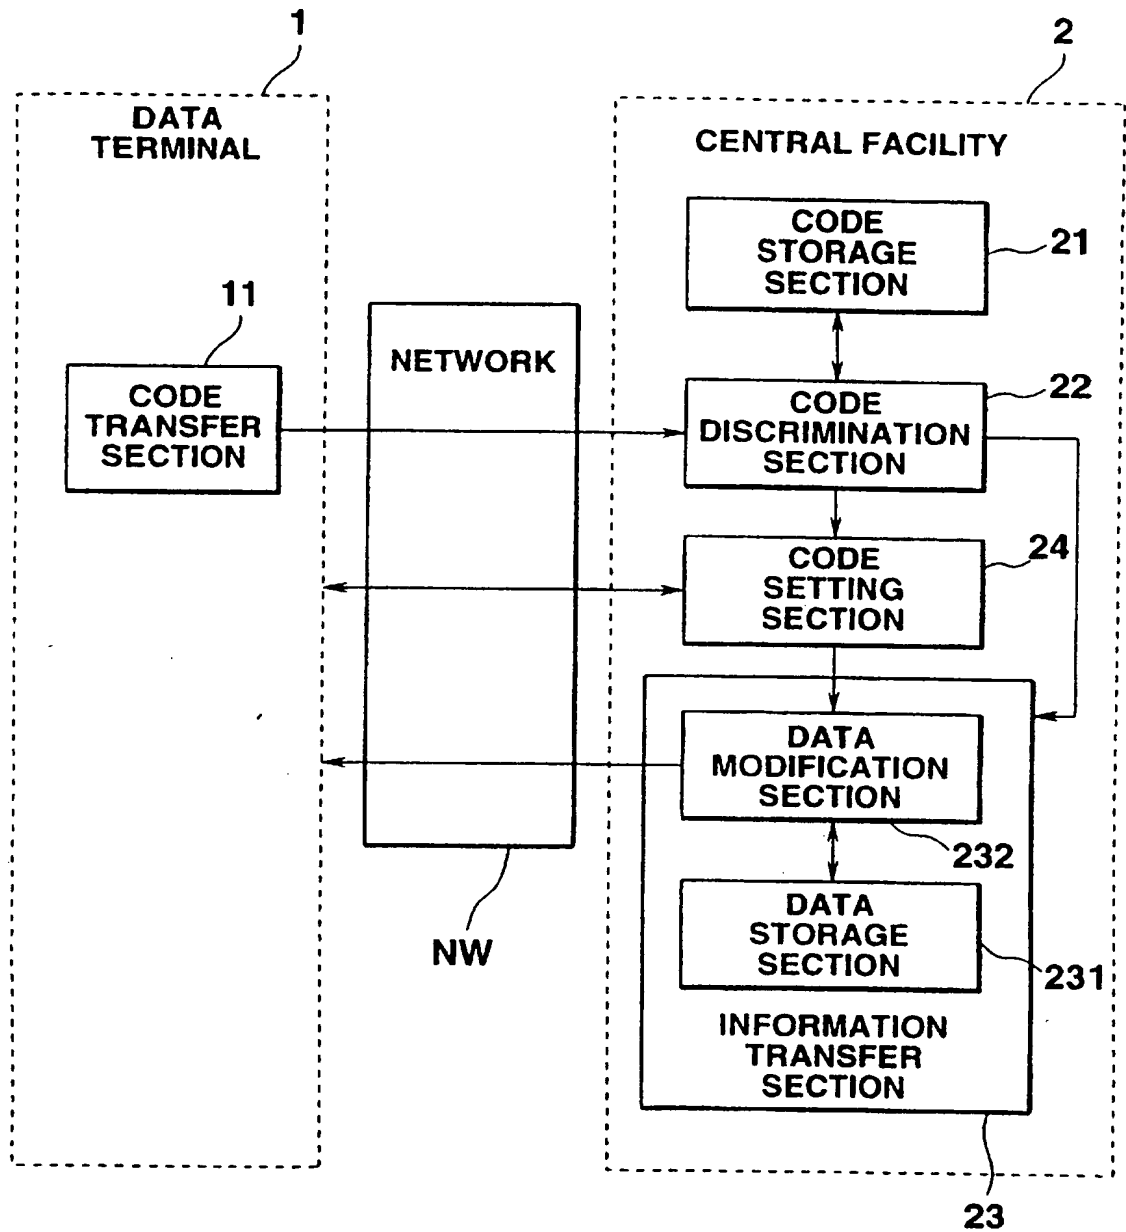 1
2
DATA
TERMINAL
CENTRAL FACILITY
CODE
STORAGE
SECTION
21
11
NETWORK
CODE
TRANSFER
SECTION
CODE
DISCRIMINATION
SECTION
22
CODE
SETTING
SECTION
24
DATA
MODIFICATION
SECTION
232
NW
DATA
STORAGE
SECTION
231
INFORMATION
TRANSFER
SECTION
23